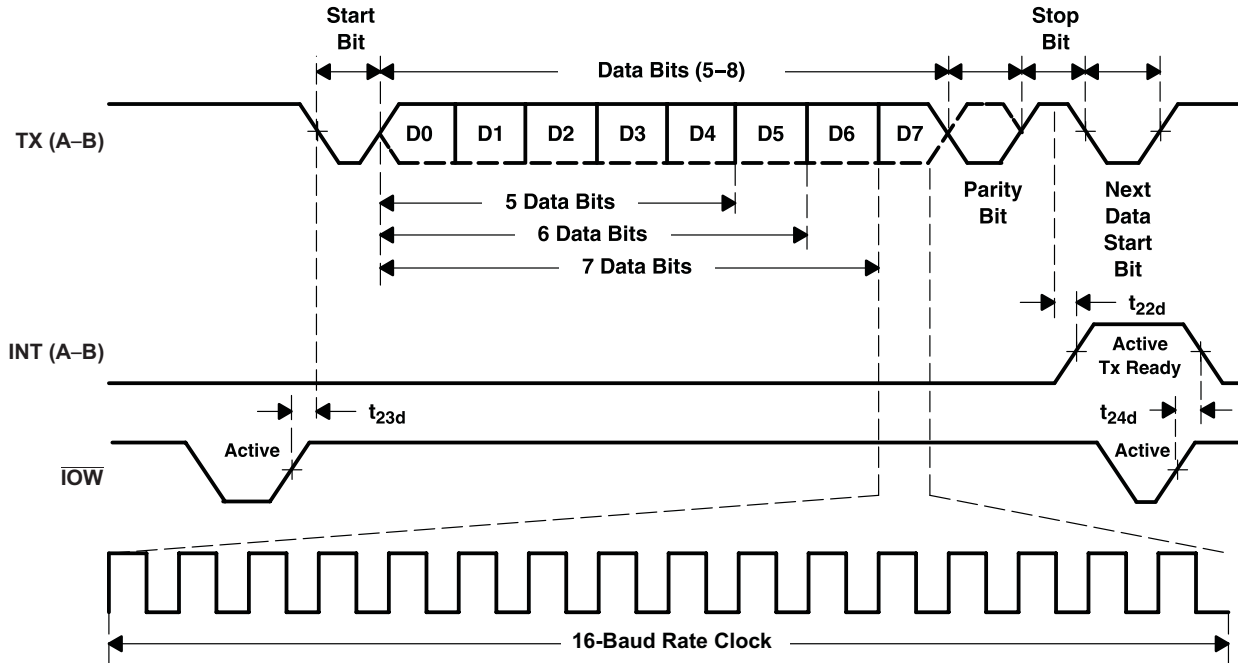 Start
Bit
Data Bits (5–8)
Stop
Bit
TX (A–B)
D0 D1 D2 D3 D4 D5 D6 D7
5 Data Bits
6 Data Bits
7 Data Bits
Parity
Bit
Next
Data
Start
Bit
t22d
INT (A–B)
Active
Tx Ready
t23d
t24d
IOW
Active
Active
16-Baud Rate Clock